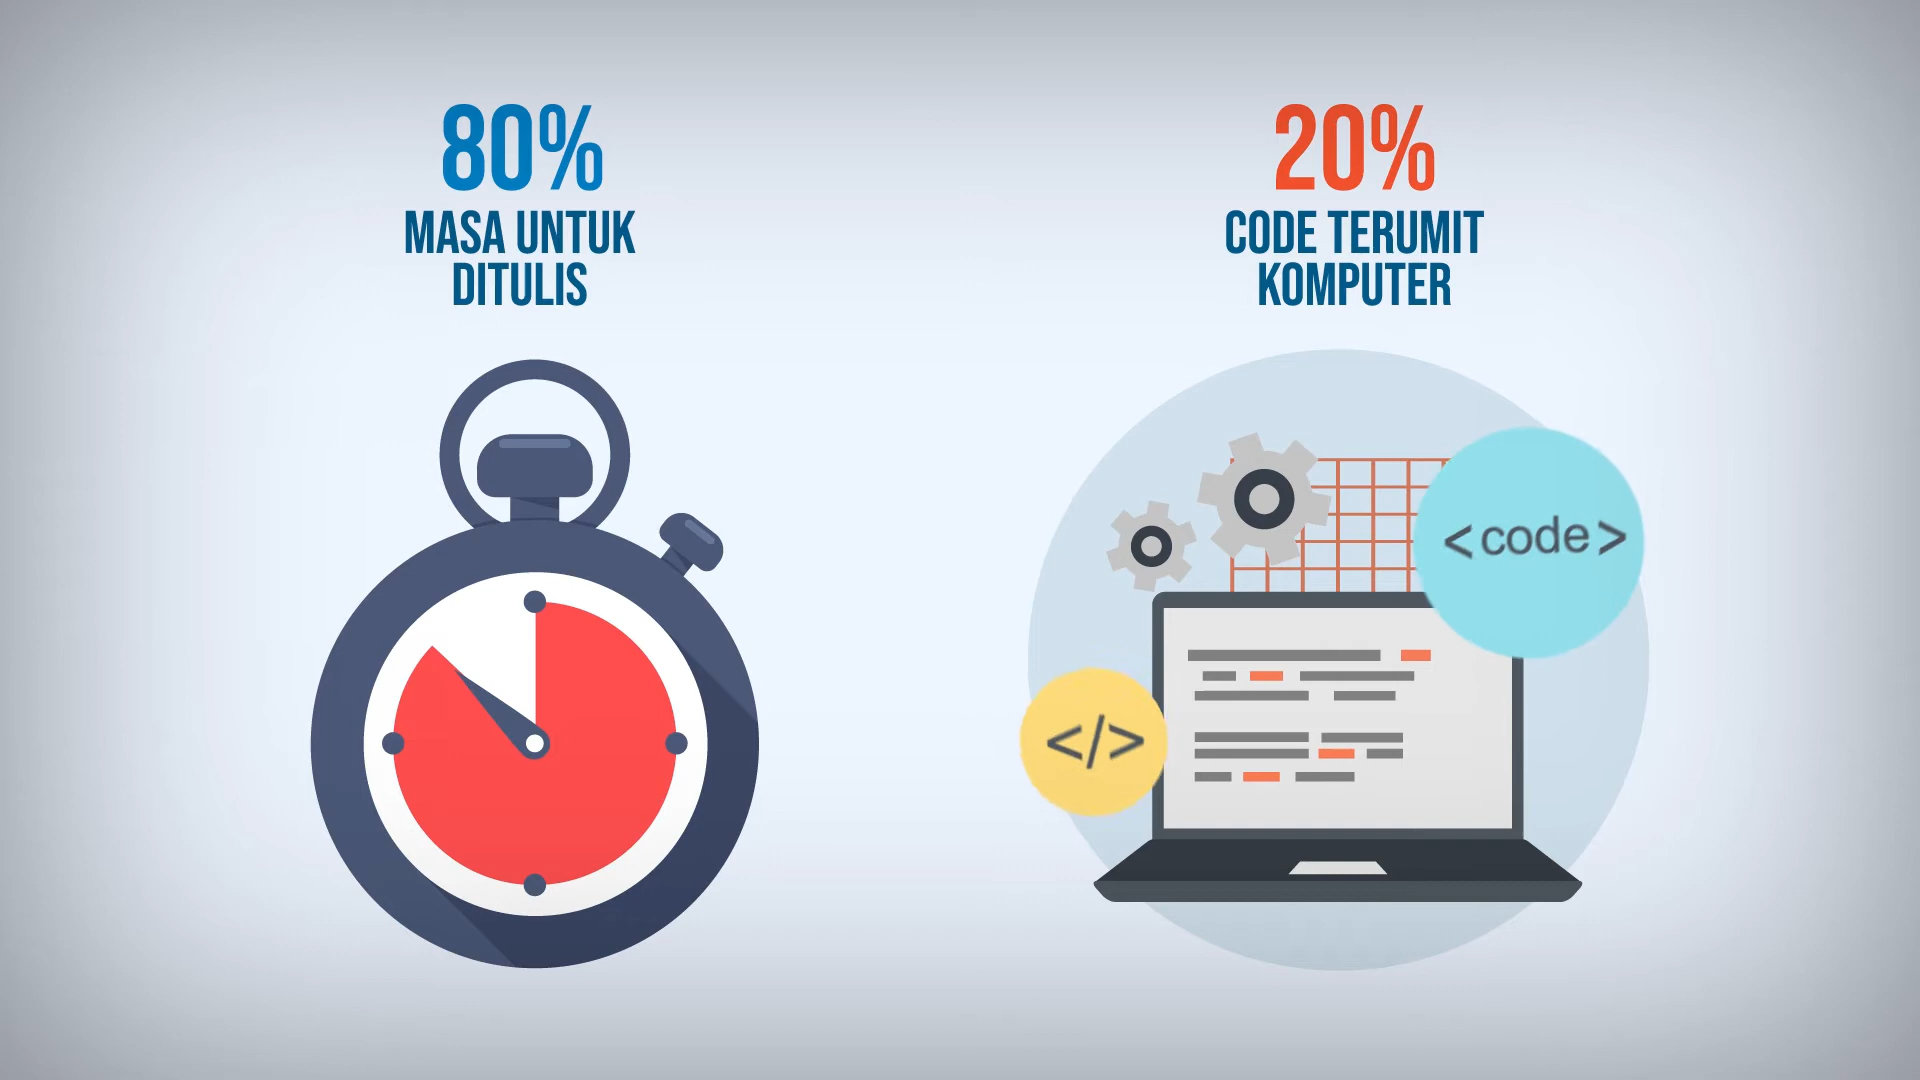 80%
MASA UNTUK
DITULIS
20%
CODE TERUMIT
KOMPUTER
<code>
</>